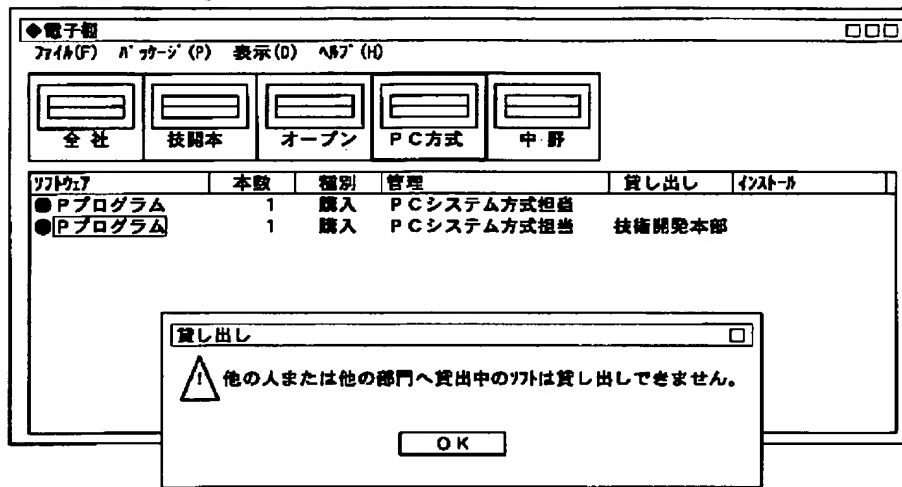 ◆電子棚
ファイル(F) パッケージ(P) 表示(D) ヘルプ(H)
全社 技開本 オープン PC方式 中野
ソフトウェア 本数 種別 管理 貸し出し インストール
●Pプログラム 1 購入 PCシステム方式担当
●Pプログラム 1 購入 PCシステム方式担当 技術開発本部
貸し出し
! 他の人または他の部門へ貸出中のソフトは貸し出しできません。
OK